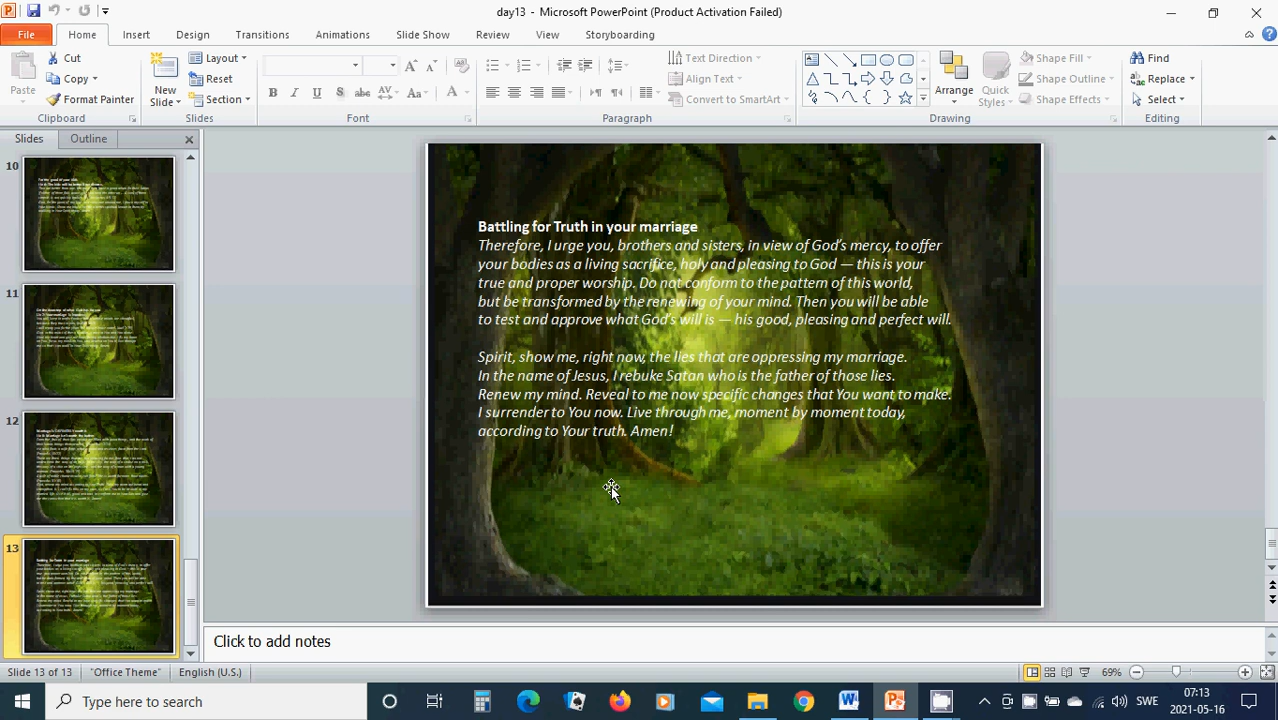 day13 - Microsoft PowerPoint (Product Activation Failed)
File Home Insert Design Transitions Animations Slide Show Review View Storyboarding
Paste
Cut
Copy
Format Painter
Clipboard
New Slide
Layout
Reset
Section
Slides
Font
Text Direction
Align Text
Convert to SmartArt
Paragraph
Arrange
Quick Styles
Shape Fill
Shape Outline
Shape Effects
Drawing
Find
Replace
Select
Editing
Slides Outline
10
11
12
13
Battling for Truth in your marriage
Therefore, I urge you, brothers and sisters, in view of God's mercy, to offer
your bodies as a living sacrifice, holy and pleasing to God — this is your
true and proper worship. Do not conform to the pattern of this world,
but be transformed by the renewing of your mind. Then you will be able
to test and approve what God's will is — his good, pleasing and perfect will.
Spirit, show me, right now, the lies that are oppressing my marriage.
In the name of Jesus, I rebuke Satan who is the father of those lies.
Renew my mind. Reveal to me now specific changes that You want to make.
I surrender to You now. Live through me, moment by moment today,
according to Your truth. Amen!
Click to add notes
Slide 13 of 13 "Office Theme" English (U.S.) 69%
Type here to search
SWE
07:13
2021-05-16